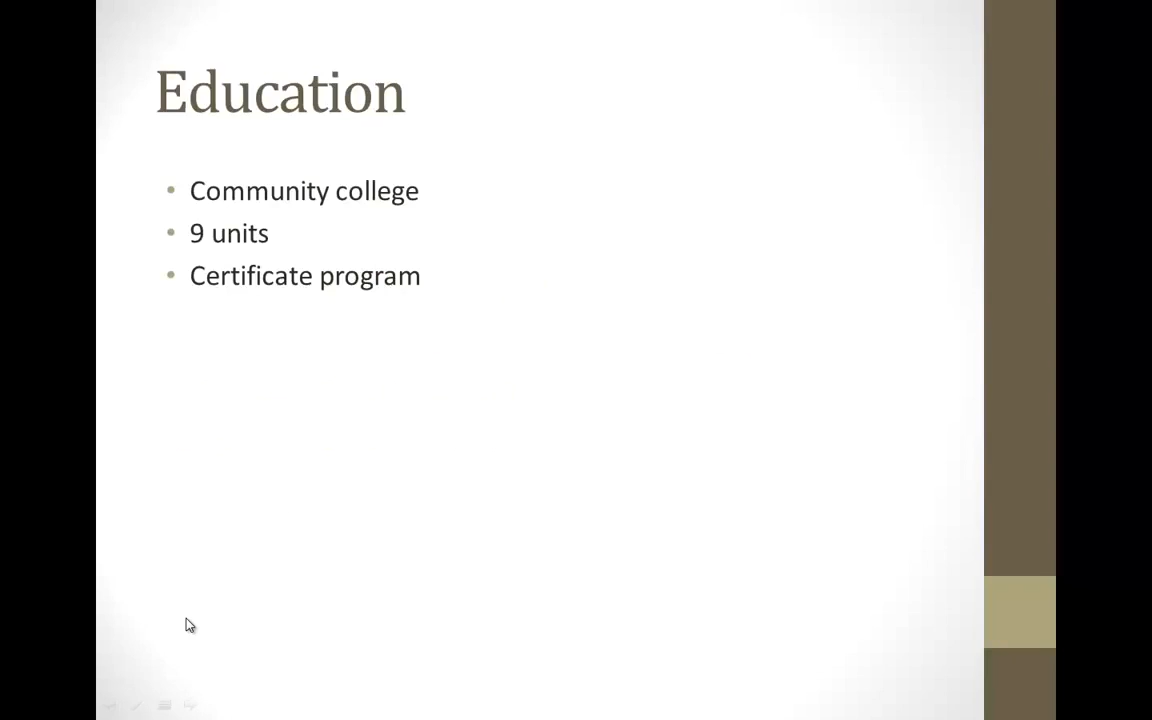 Education
• Community college
• 9 units
• Certificate program